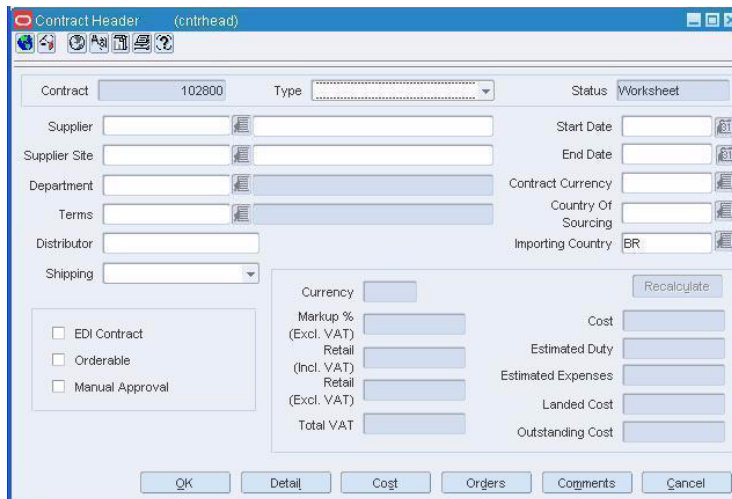 Contract Header (cntrhead)
Contract 102800 Type Status Worksheet
Supplier Start Date
Supplier Site End Date
Department Contract Currency
Terms Country Of
Sourcing
Distributor Importing Country BR
Shipping
Currency Recalculate
EDI Contract
Orderable
Manual Approval
Markup %
(Excl. VAT)
Retail
(Incl. VAT)
Retail
(Excl. VAT)
Total VAT
Cost
Estimated Duty
Estimated Expenses
Landed Cost
Outstanding Cost
OK Detail Cost Orders Comments Cancel